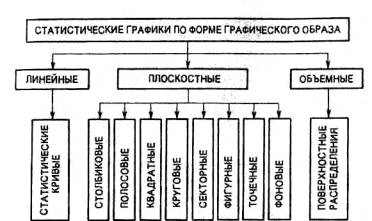 СТАТИСТИЧЕСКИЕ ГРАФИКИ ПО ФОРМЕ ГРАФИЧЕСКОГО ОБРАЗА
ЛИНЕЙНЫЕ
ПЛОСКОСТНЫЕ
ОБЪЕМНЫЕ
СТАТИСТИЧЕСКИЕ
КРИВЫЕ
СТОЛБИКОВЫЕ
ПОЛОСОВЫЕ
КВАДРАТНЫЕ
КРУГОВЫЕ
СЕКТОРНЫЕ
ФИГУРНЫЕ
ТОЧЕЧНЫЕ
ФОНОВЫЕ
ПОВЕРХНОСТНЫЕ
РАСПРЕДЕЛЕНИЯ